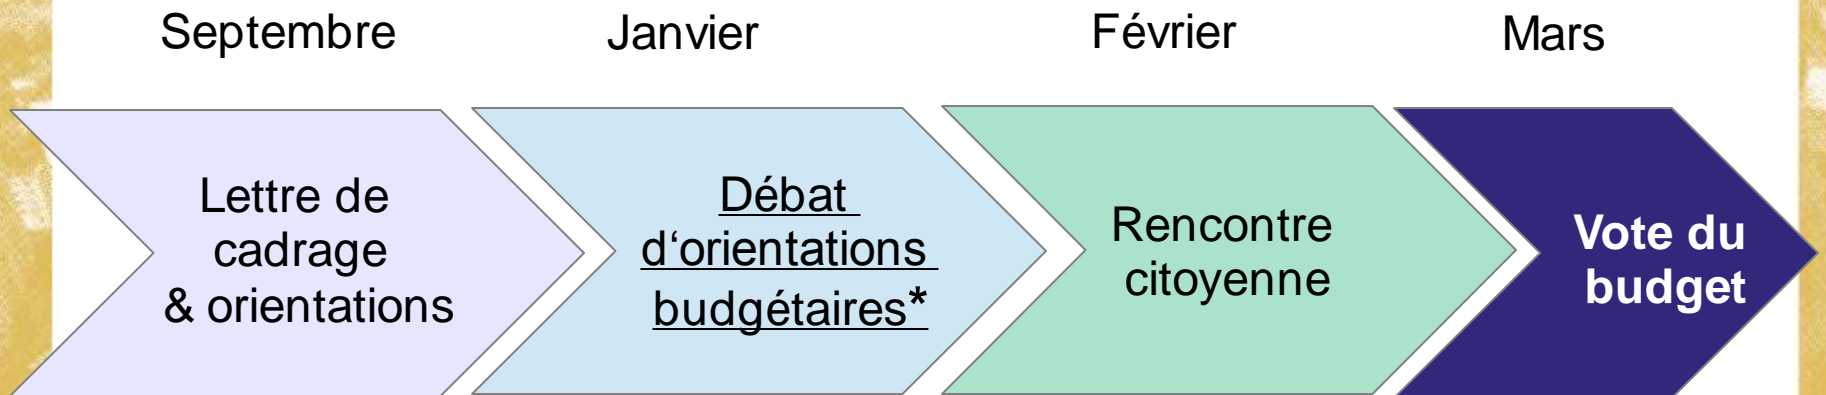 Septembre
Janvier
Février
Mars
Lettre de
cadrage
& orientations
Débat
d‘orientations
budgétaires*
Rencontre
citoyenne
Vote du
budget